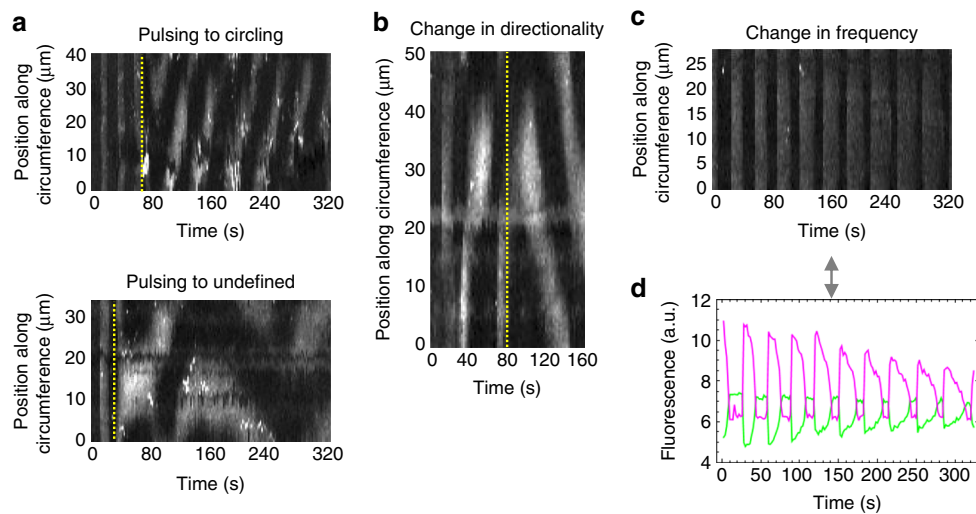 a
Pulsing to circling
Position along
circumference (μm)
40
30
20
10
0
0 80 160 240 320
Time (s)
Pulsing to undefined
Position along
circumference (μm)
30
20
10
0
0 80 160 240 320
Time (s)
b
Change in directionality
Position along circumference (μm)
50
40
30
20
10
0
0 40 80 120 160
Time (s)
c
Change in frequency
Position along
circumference (μm)
25
20
15
10
5
0
0 80 160 240 320
Time (s)
d
Fluorescence (a.u.)
12
10
8
6
4
0 50 100 150 200 250 300
Time (s)